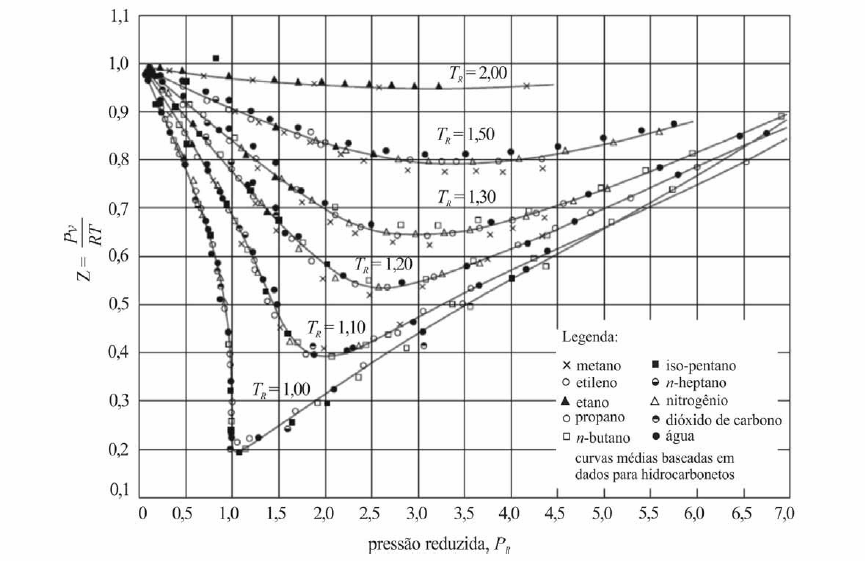 1,1
1,0
0,9
0,8
0,7
0,6
0,5
0,4
0,3
0,2
0,1
Z = Pv / RT
T_R = 2,00
T_R = 1,50
T_R = 1,30
T_R = 1,20
T_R = 1,10
T_R = 1,00
Legenda:
× metano
○ etileno
▲ etano
○ propano
□ n-butano
■ iso-pentano
◒ n-heptano
△ nitrogênio
◓ dióxido de carbono
● água
curvas médias baseadas em
dados para hidrocarbonetos
0 0,5 1,0 1,5 2,0 2,5 3,0 3,5 4,0 4,5 5,0 5,5 6,0 6,5 7,0
pressão reduzida, P_R